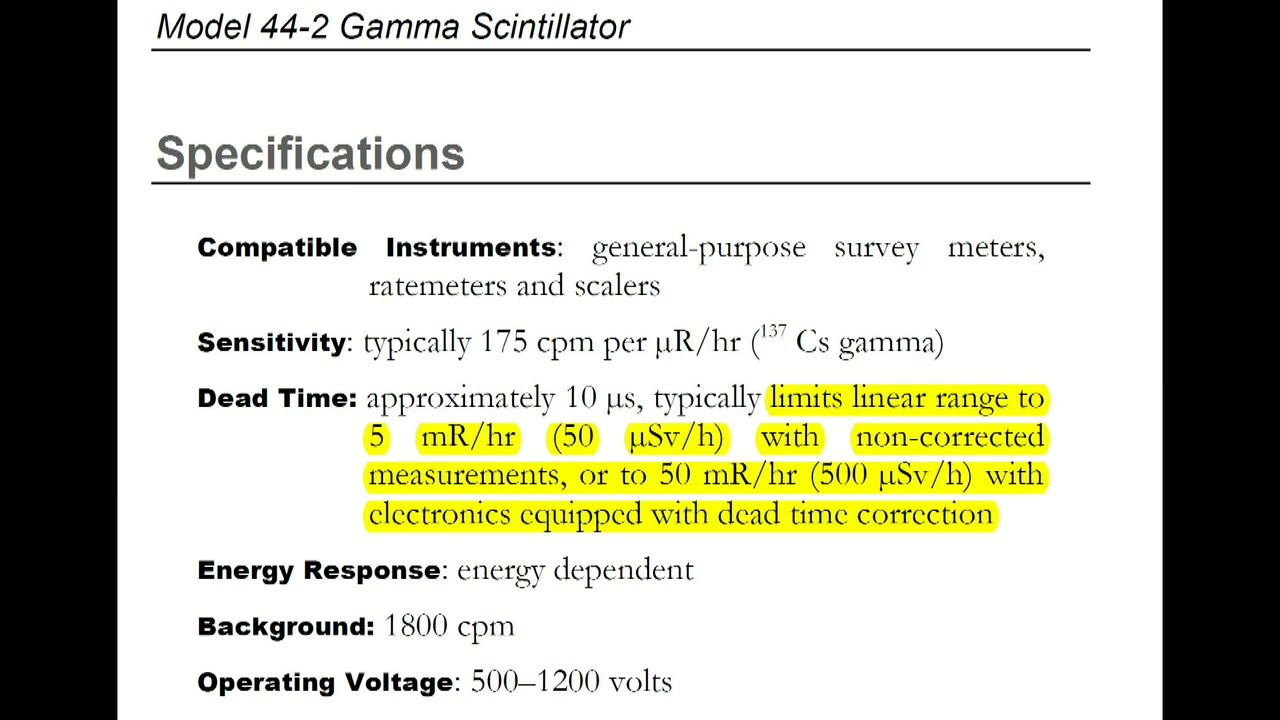 Model 44-2 Gamma Scintillator
Specifications
Compatible Instruments: general-purpose survey meters,
ratemeters and scalers
Sensitivity: typically 175 cpm per μR/hr (¹³⁷ Cs gamma)
Dead Time: approximately 10 μs, typically limits linear range to
5 mR/hr (50 μSv/h) with non-corrected
measurements, or to 50 mR/hr (500 μSv/h) with
electronics equipped with dead time correction
Energy Response: energy dependent
Background: 1800 cpm
Operating Voltage: 500–1200 volts